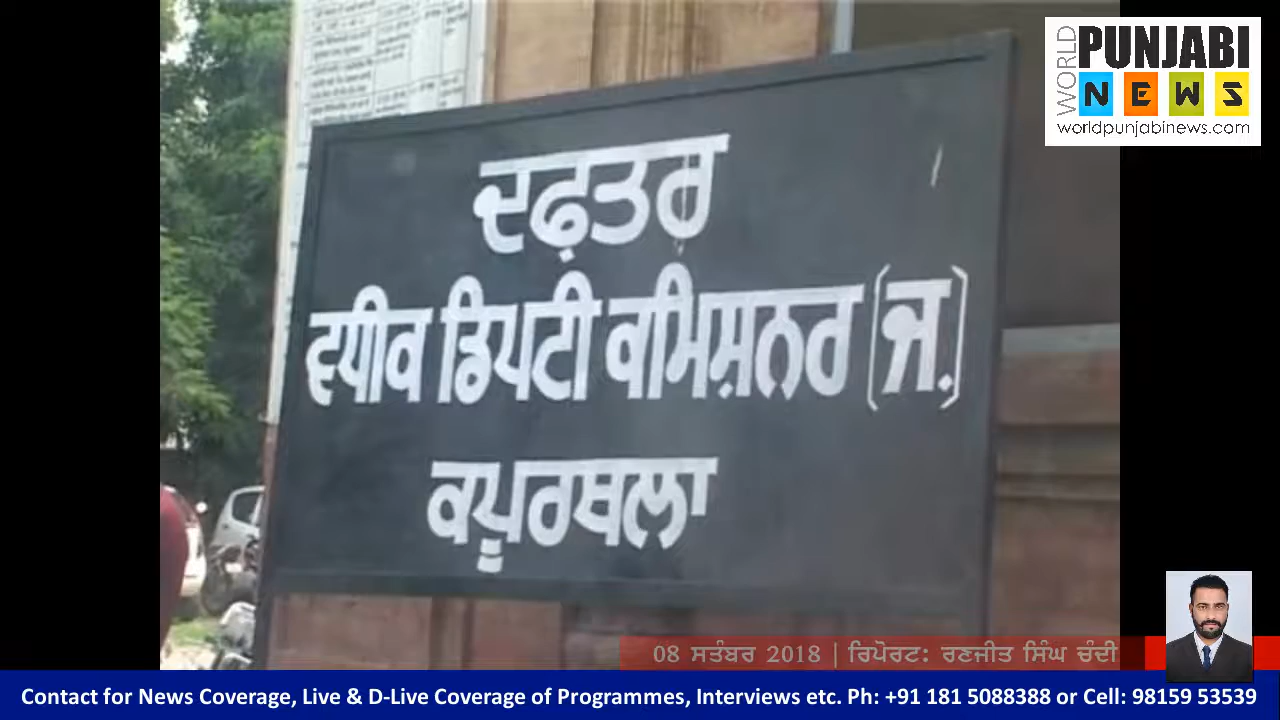 WORLD
PUNJABI
NEWS
worldpunjabinews.com
ਦਫ਼ਤਰ
ਵਧੀਕ ਡਿਪਟੀ ਕਮਿਸ਼ਨਰ (ਜ.)
ਕਪੂਰਥਲਾ
08 ਸਤੰਬਰ 2018 | ਰਿਪੋਰਟ: ਰਣਜੀਤ ਸਿੰਘ ਚੰਦੀ
Contact for News Coverage, Live & D-Live Coverage of Programmes, Interviews etc. Ph: +91 181 5088388 or Cell: 98159 53539